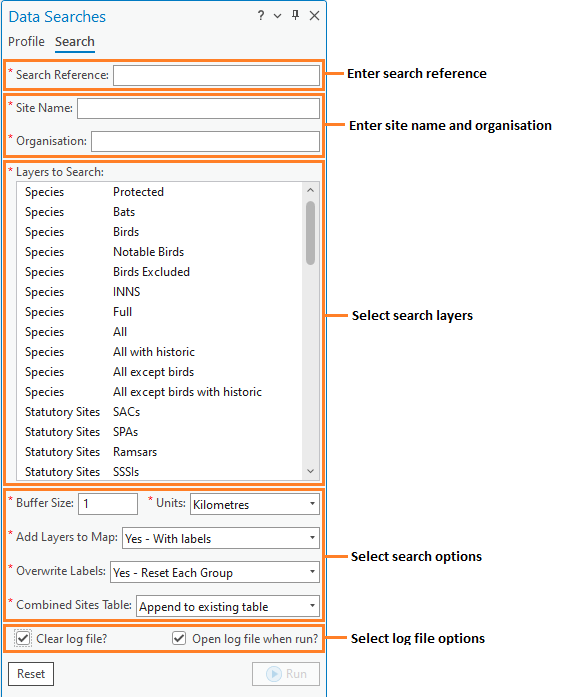 Data Searches ?
Profile Search
* Search Reference: Enter search reference
* Site Name:
Enter site name and organisation
* Organisation:
* Layers to Search:
Species Protected
Species Bats
Species Birds
Species Notable Birds
Species Birds Excluded
Species INNS
Species Full
Select search layers
Species All
Species All with historic
Species All except birds
Species All except birds with historic
Statutory Sites SACs
Statutory Sites SPAs
Statutory Sites Ramsars
Statutory Sites SSSIs
* Buffer Size: 1 * Units: Kilometres
* Add Layers to Map: Yes - With labels
Select search options
* Overwrite Labels: Yes - Reset Each Group
* Combined Sites Table: Append to existing table
Clear log file? Open log file when run? Select log file options
Reset Run